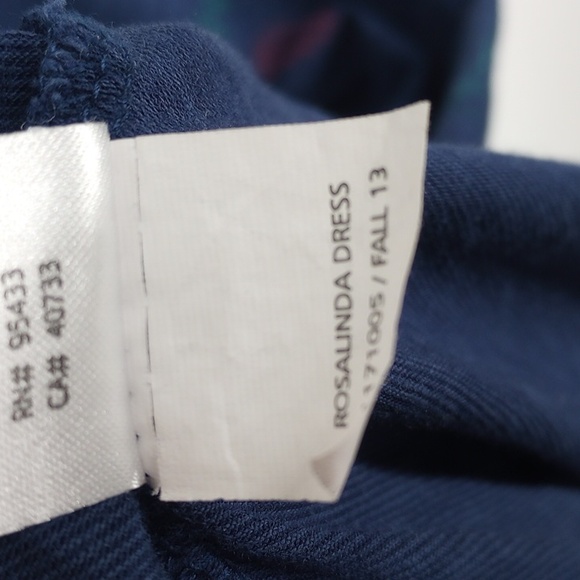 RN# 95433
CA# 40733
ROSALINDA DRESS
171005 / FALL 13